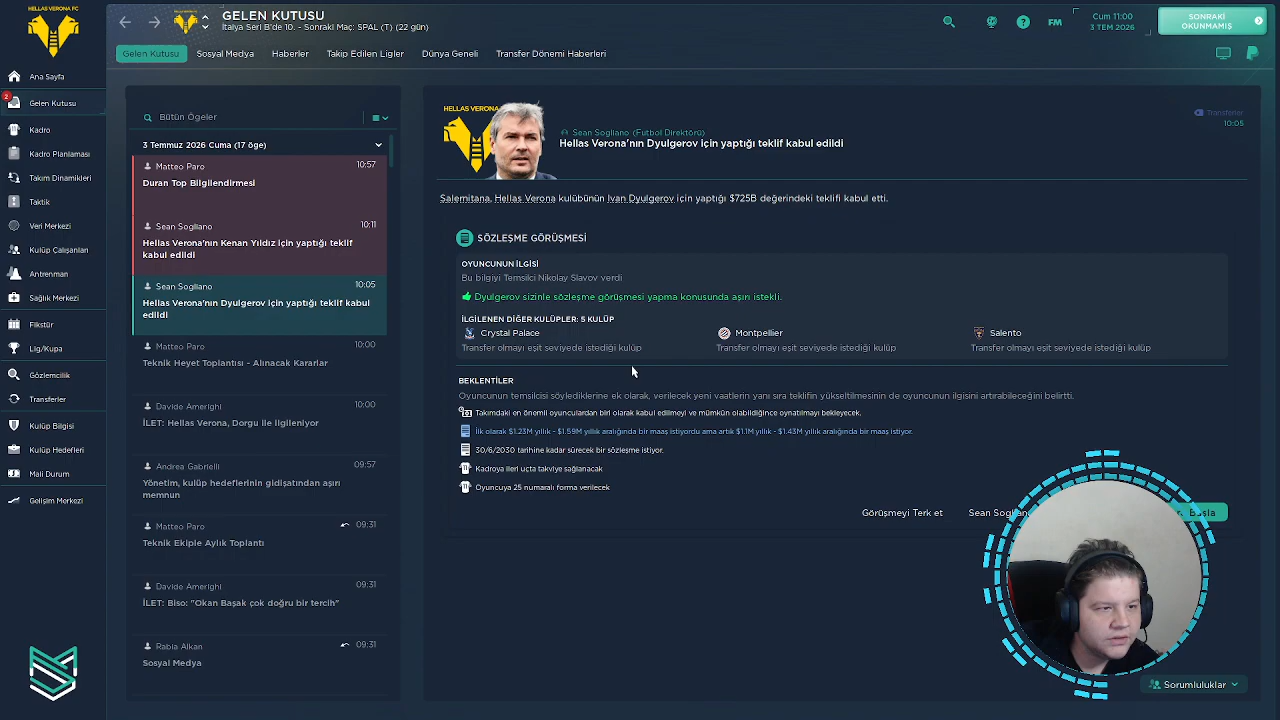 HELLAS VERONA FC
GELEN KUTUSU
İtalya Seri B'de 10. - Sonraki Maç: SPAL (T) (22 gün)
FM
Cum 11:00
3 TEM 2026
SONRAKİ
OKUNMAMIŞ
Gelen Kutusu
Sosyal Medya
Haberler
Takip Edilen Ligler
Dünya Geneli
Transfer Dönemi Haberleri
Ana Sayfa
2
Gelen Kutusu
Kadro
Kadro Planlaması
Takım Dinamikleri
Taktik
Veri Merkezi
Kulüp Çalışanları
Antrenman
Sağlık Merkezi
Fikstür
Lig/Kupa
Gözlemcilik
Transferler
Kulüp Bilgisi
Kulüp Hedefleri
Mali Durum
Gelişim Merkezi
Bütün Ögeler
3 Temmuz 2026 Cuma (17 öge)
Matteo Paro 10:57
Duran Top Bilgilendirmesi
Sean Sogliano 10:11
Hellas Verona'nın Kenan Yıldız için yaptığı teklif
kabul edildi
Sean Sogliano 10:05
Hellas Verona'nın Dyulgerov için yaptığı teklif kabul
edildi
Matteo Paro 10:00
Teknik Heyet Toplantısı - Alınacak Kararlar
Davide Amerighi 10:00
İLET: Hellas Verona, Dorgu ile İlgileniyor
Andrea Gabrielli 09:57
Yönetim, kulüp hedeflerinin gidişatından aşırı
memnun
Matteo Paro 09:31
Teknik Ekiple Aylık Toplantı
Davide Amerighi 09:31
İLET: Biso: "Okan Başak çok doğru bir tercih"
Rabia Alkan 09:31
Sosyal Medya
HELLAS VERONA
Sean Sogliano (Futbol Direktörü)
Hellas Verona'nın Dyulgerov için yaptığı teklif kabul edildi
Transferler
10:05
Salernitana, Hellas Verona kulübünün Ivan Dyulgerov için yaptığı $725B değerindeki teklifi kabul etti.
SÖZLEŞME GÖRÜŞMESİ
OYUNCUNUN İLGİSİ
Bu bilgiyi Temsilci Nikolay Slavov verdi
Dyulgerov sizinle sözleşme görüşmesi yapma konusunda aşırı istekli.
İLGİLENEN DİĞER KULÜPLER: 5 KULÜP
Crystal Palace
Montpellier
Salento
Transfer olmayı eşit seviyede istediği kulüp
Transfer olmayı eşit seviyede istediği kulüp
Transfer olmayı eşit seviyede istediği kulüp
BEKLENTİLER
Oyuncunun temsilcisi söylediklerine ek olarak, verilecek yeni vaatlerin yanı sıra teklifin yükseltilmesinin de oyuncunun ilgisini artırabileceğini belirtti.
Takımdaki en önemli oyunculardan biri olarak kabul edilmeyi ve mümkün olabildiğince oynatılmayı bekleyecek.
İlk olarak $1.23M yıllık - $1.59M yıllık aralığında bir maaş istiyordu ama artık $1.1M yıllık - $1.43M yıllık aralığında bir maaş istiyor.
30/6/2030 tarihine kadar sürecek bir sözleşme istiyor.
Kadroya ileri uçta takviye sağlanacak
11
Oyuncuya 25 numaralı forma verilecek
Görüşmeyi Terk et
Sean
Başla
Sorumluluklar